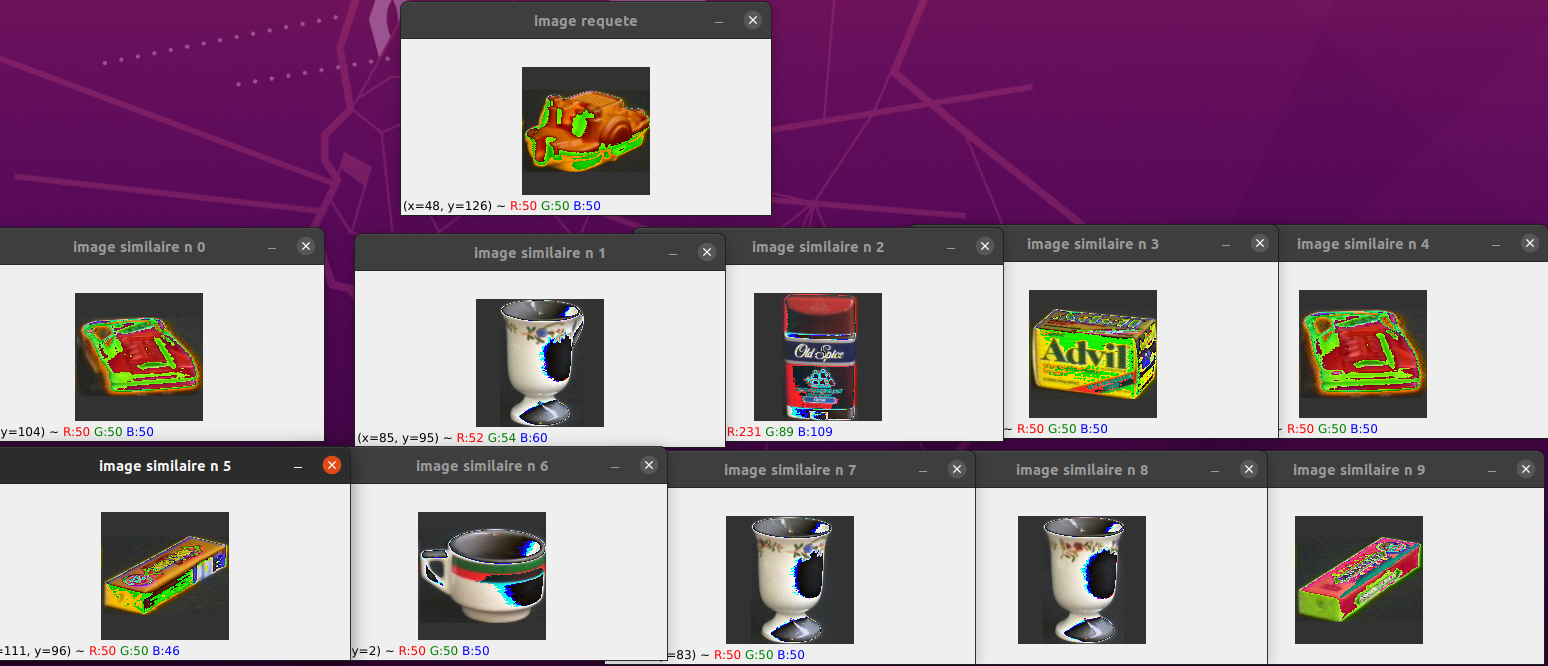 image requete
(x=48, y=126) ~ R:50 G:50 B:50
image similaire n 0
y=104) ~ R:50 G:50 B:50
image similaire n 1
(x=85, y=95) ~ R:52 G:54 B:60
image similaire n 2
Old Spice
R:231 G:89 B:109
image similaire n 3
Advil
~ R:50 G:50 B:50
image similaire n 4
~ R:50 G:50 B:50
image similaire n 5
=111, y=96) ~ R:50 G:50 B:46
image similaire n 6
y=2) ~ R:50 G:50 B:50
image similaire n 7
=83) ~ R:50 G:50 B:50
image similaire n 8
image similaire n 9